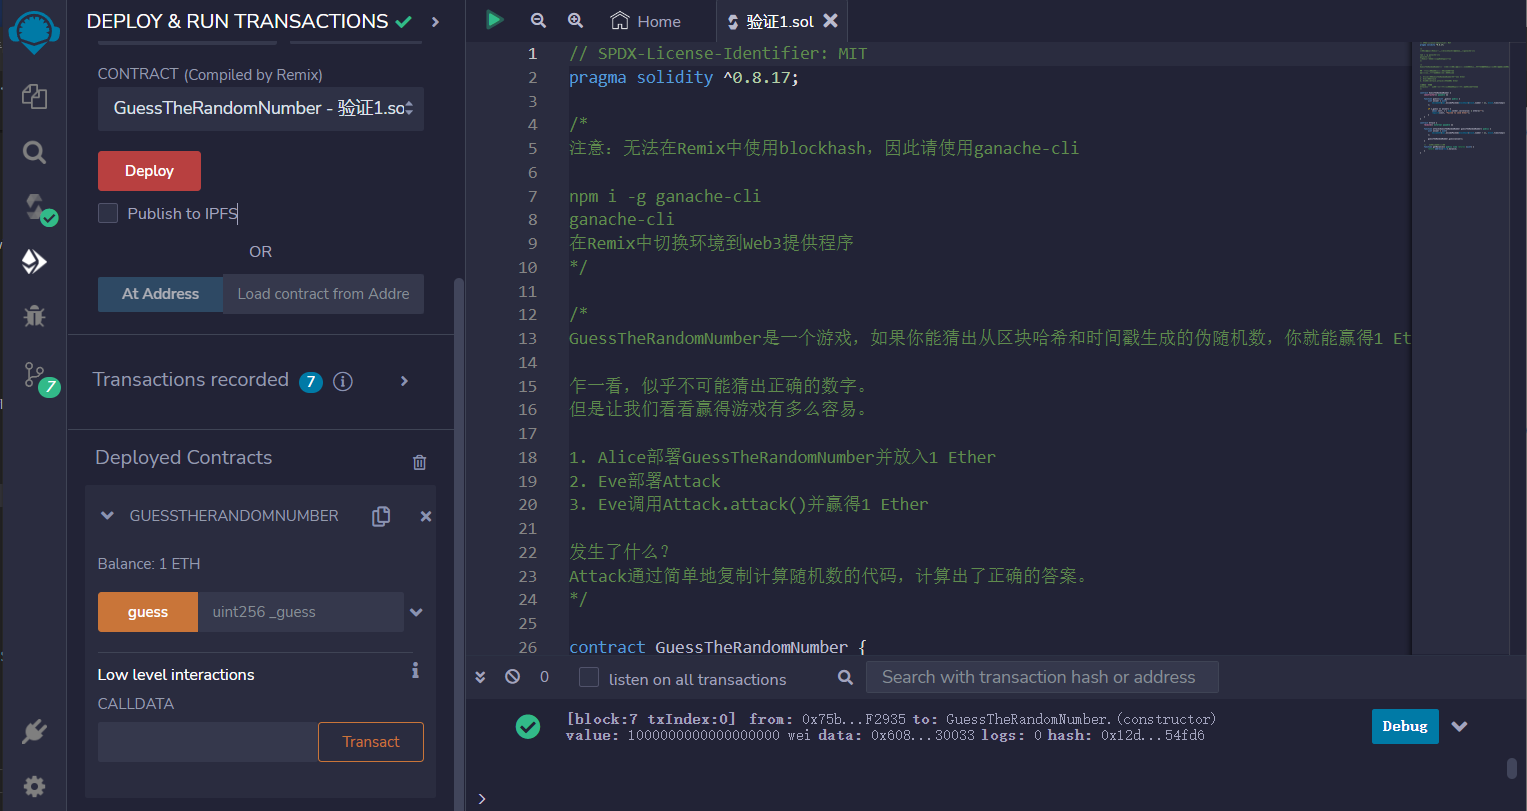 DEPLOY & RUN TRANSACTIONS
CONTRACT (Compiled by Remix)
GuessTheRandomNumber - 验证1.so
Deploy
Publish to IPFS
OR
At Address
Load contract from Addre
Transactions recorded 7
7
Deployed Contracts
GUESSTHERANDOMNUMBER
Balance: 1 ETH
guess
uint256 _guess
Low level interactions
CALLDATA
Transact
Home
验证1.sol
1 // SPDX-License-Identifier: MIT
2 pragma solidity ^0.8.17;
3
4 /*
5 注意：无法在Remix中使用blockhash，因此请使用ganache-cli
6
7 npm i -g ganache-cli
8 ganache-cli
9 在Remix中切换环境到Web3提供程序
10 */
11
12 /*
13 GuessTheRandomNumber是一个游戏，如果你能猜出从区块哈希和时间戳生成的伪随机数，你就能赢得1 Et
14
15 乍一看，似乎不可能猜出正确的数字。
16 但是让我们看看赢得游戏有多么容易。
17
18 1. Alice部署GuessTheRandomNumber并放入1 Ether
19 2. Eve部署Attack
20 3. Eve调用Attack.attack()并赢得1 Ether
21
22 发生了什么？
23 Attack通过简单地复制计算随机数的代码，计算出了正确的答案。
24 */
25
26 contract GuessTheRandomNumber {
0
listen on all transactions
Search with transaction hash or address
[block:7 txIndex:0] from: 0x75b...F2935 to: GuessTheRandomNumber.(constructor)
value: 1000000000000000000 wei data: 0x608...30033 logs: 0 hash: 0x12d...54fd6
Debug
>